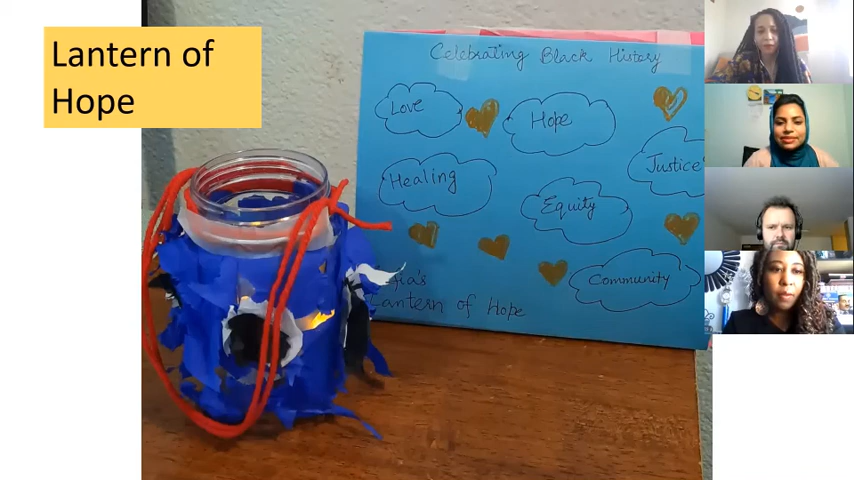 Lantern of
Hope
Celebrating Black History
Love
Hope
Justice
Healing
Equity
Community
Lantern of Hope